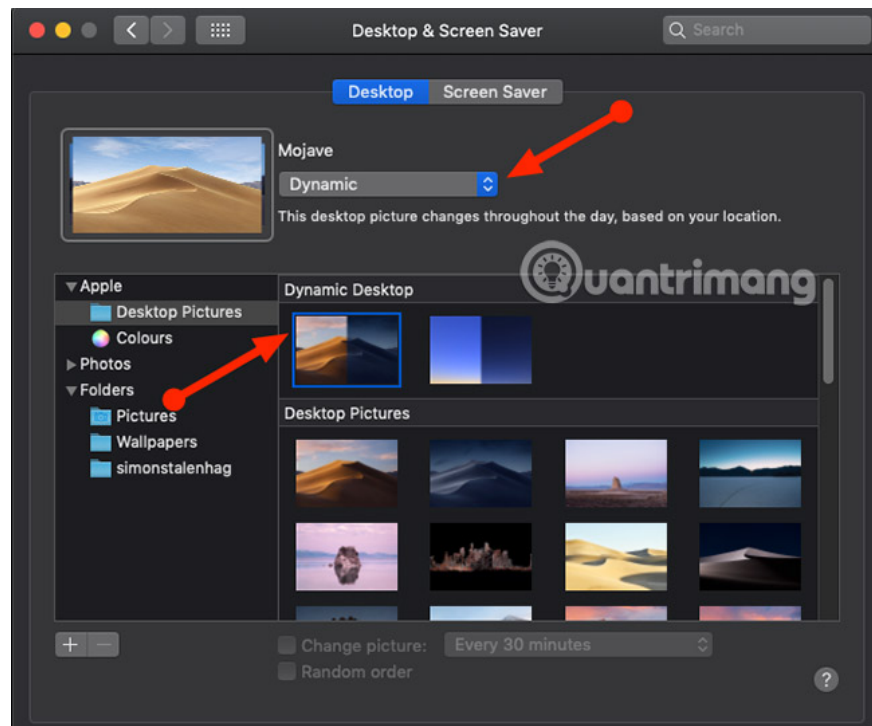 Desktop & Screen Saver
Search
Desktop Screen Saver
Mojave
Dynamic
This desktop picture changes throughout the day, based on your location.
Quantrimang
Apple
Desktop Pictures
Colours
Photos
Folders
Pictures
Wallpapers
simonstalenhag
Dynamic Desktop
Desktop Pictures
Change picture: Every 30 minutes
Random order
?